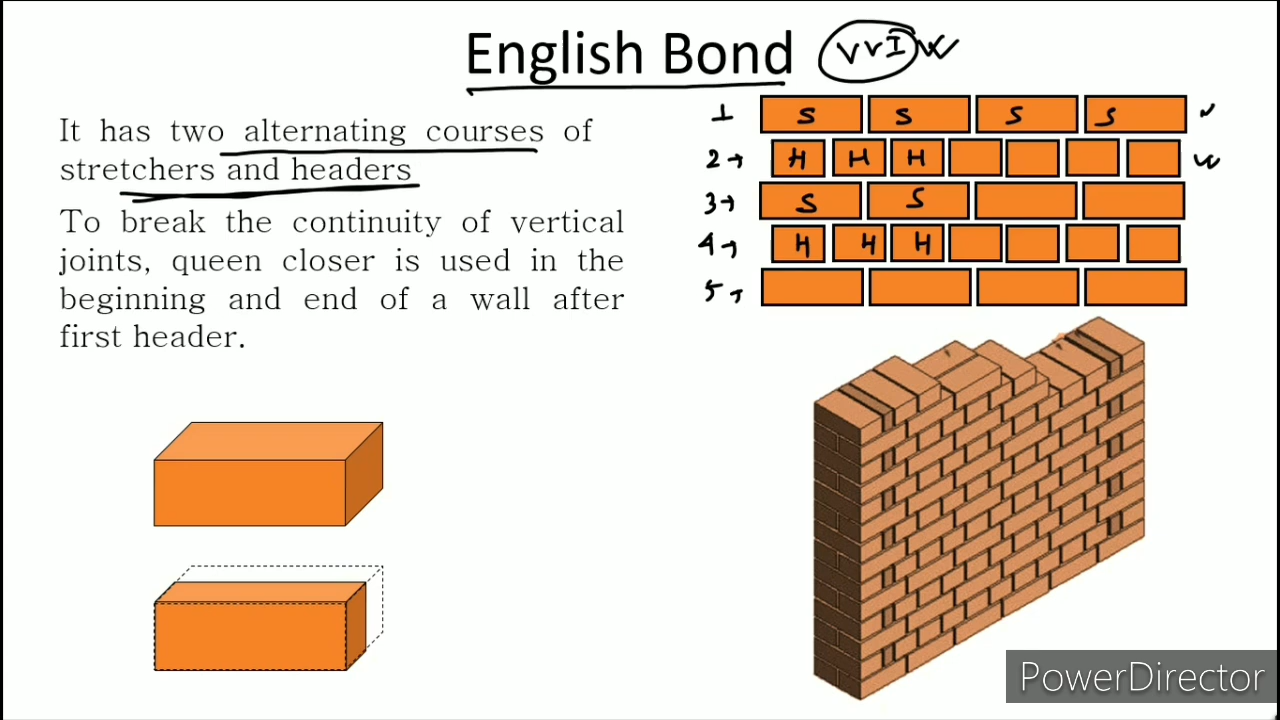 English Bond VVI
It has two alternating courses of
stretchers and headers
To break the continuity of vertical
joints, queen closer is used in the
beginning and end of a wall after
first header.
1 S S S S
2 H H H
3 S S
4 H H H
5
PowerDirector